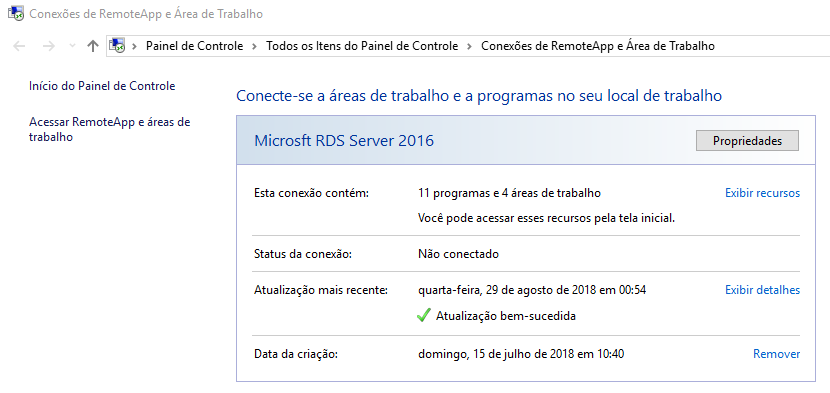 Conexões de RemoteApp e Área de Trabalho
Painel de Controle > Todos os Itens do Painel de Controle > Conexões de RemoteApp e Área de Trabalho
Início do Painel de Controle
Acessar RemoteApp e áreas de
trabalho
Conecte-se a áreas de trabalho e a programas no seu local de trabalho
Microsft RDS Server 2016
Propriedades
Esta conexão contém: 11 programas e 4 áreas de trabalho Exibir recursos
Você pode acessar esses recursos pela tela inicial.
Status da conexão: Não conectado
Atualização mais recente: quarta-feira, 29 de agosto de 2018 em 00:54 Exibir detalhes
Atualização bem-sucedida
Data da criação: domingo, 15 de julho de 2018 em 10:40 Remover